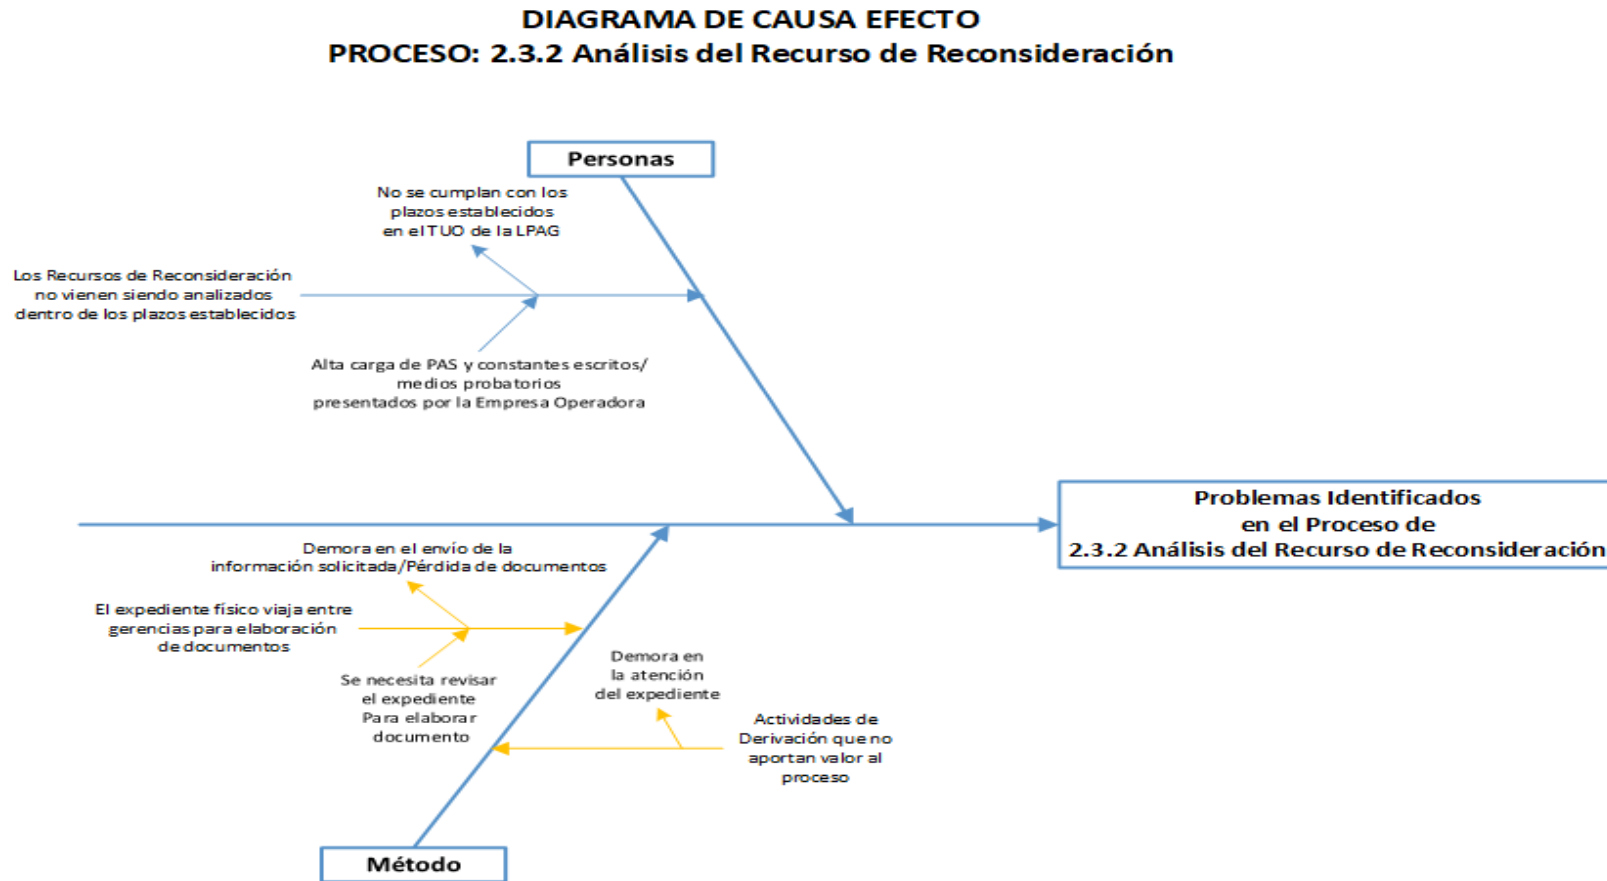 DIAGRAMA DE CAUSA EFECTO
PROCESO: 2.3.2 Análisis del Recurso de Reconsideración
Personas
No se cumplan con los
plazos establecidos
en el TUO de la LPAG
Los Recursos de Reconsideración
no vienen siendo analizados
dentro de los plazos establecidos
Alta carga de PAS y constantes escritos/
medios probatorios
presentados por la Empresa Operadora
Problemas Identificados
en el Proceso de
2.3.2 Análisis del Recurso de Reconsideración
Demora en el envío de la
información solicitada/Pérdida de documentos
El expediente físico viaja entre
gerencias para elaboración
de documentos
Se necesita revisar
el expediente
Para elaborar
documento
Demora en
la atención
del expediente
Actividades de
Derivación que no
aportan valor al
proceso
Método